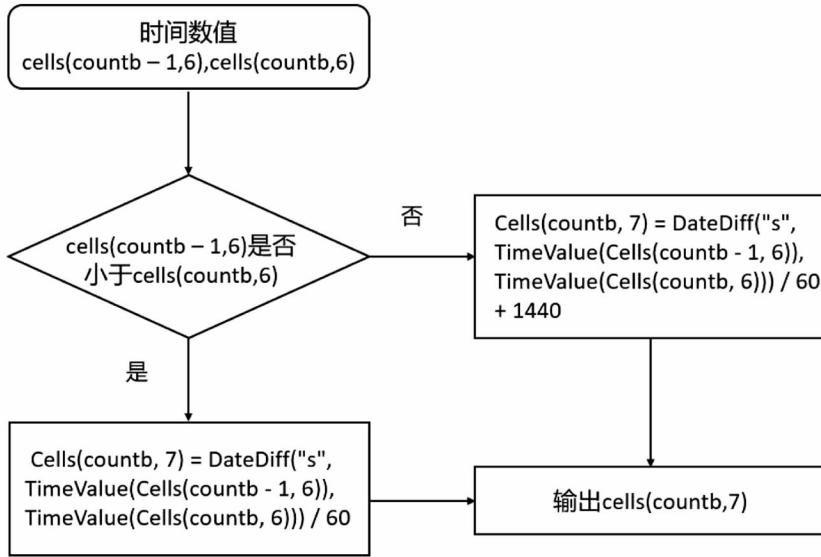 时间数值
cells(countb – 1,6),cells(countb,6)
cells(countb – 1,6)是否
小于cells(countb,6)
否
Cells(countb, 7) = DateDiff("s",
TimeValue(Cells(countb - 1, 6)),
TimeValue(Cells(countb, 6))) / 60
+ 1440
是
Cells(countb, 7) = DateDiff("s",
TimeValue(Cells(countb - 1, 6)),
TimeValue(Cells(countb, 6))) / 60
输出cells(countb,7)